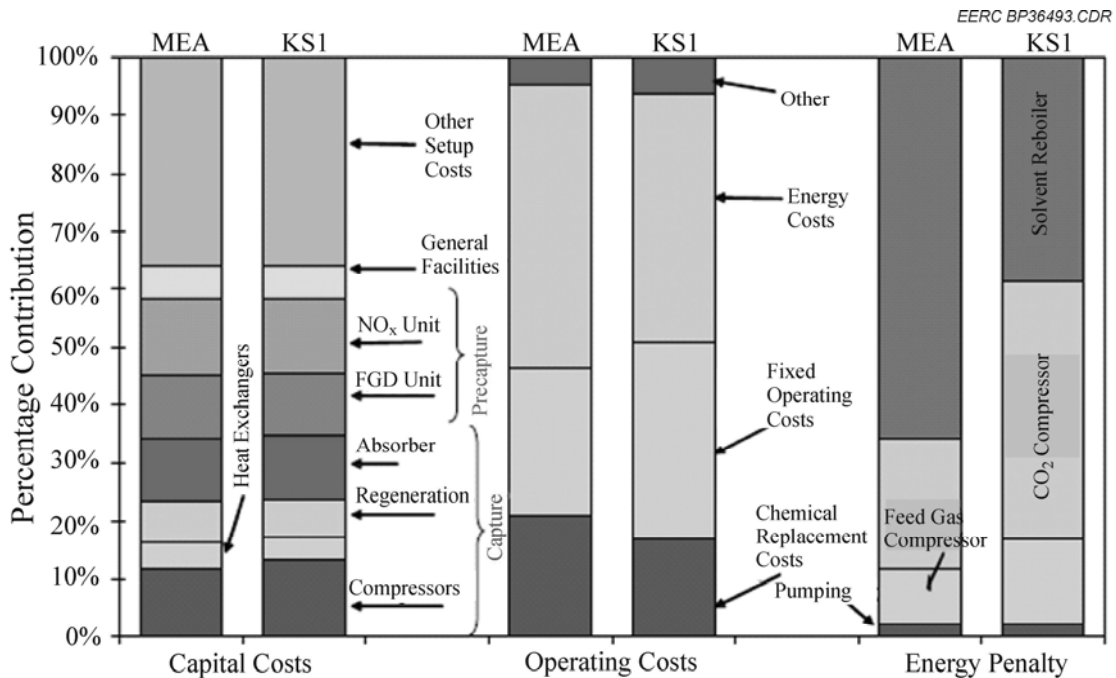 EERC BP36493.CDR
MEA
KS1
MEA
KS1
MEA
KS1
Percentage Contribution
100%
90%
80%
70%
60%
50%
40%
30%
20%
10%
0%
Other
Setup
Costs
General
Facilities
NOₓ Unit
FGD Unit
Precapture
Heat Exchangers
Absorber
Regeneration
Capture
Compressors
Other
Energy
Costs
Fixed
Operating
Costs
Chemical
Replacement
Costs
Pumping
Solvent Reboiler
CO₂ Compressor
Feed Gas
Compressor
Capital Costs
Operating Costs
Energy Penalty